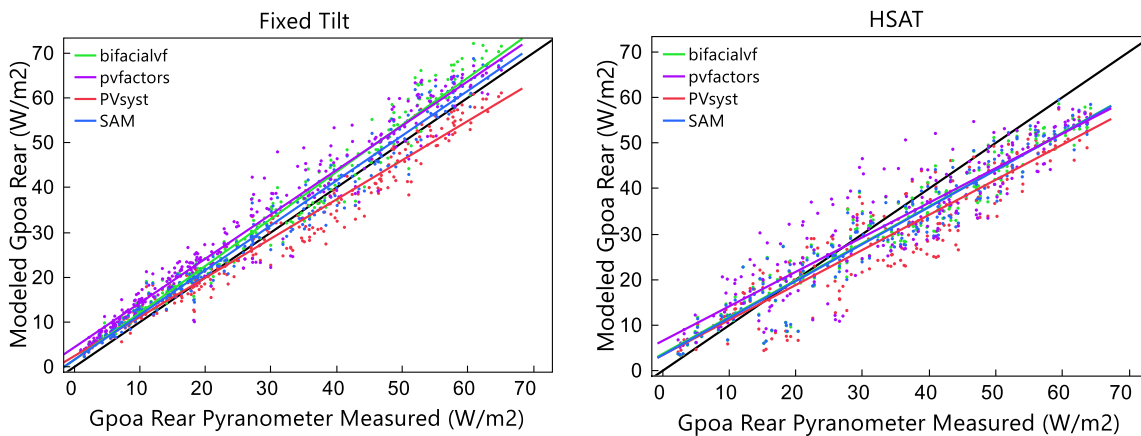 Fixed Tilt
Modeled Gpoa Rear (W/m2)
70
60
50
40
30
20
10
0
bifacialvf
pvfactors
PVsyst
SAM
0 10 20 30 40 50 60 70
Gpoa Rear Pyranometer Measured (W/m2)
HSAT
Modeled Gpoa Rear (W/m2)
70
60
50
40
30
20
10
0
bifacialvf
pvfactors
PVsyst
SAM
0 10 20 30 40 50 60 70
Gpoa Rear Pyranometer Measured (W/m2)